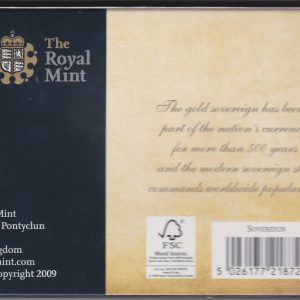 The
Royal
Mint
The gold sovereign has been
part of the nation's currenc
for more than 500 years
and the modern sovereign s
commands worldwide popula
Mint
Pontyclun
gdom
mint.com
opyright 2009
FSC
Mixed Sources
SOVEREIGN
5 026177 21872